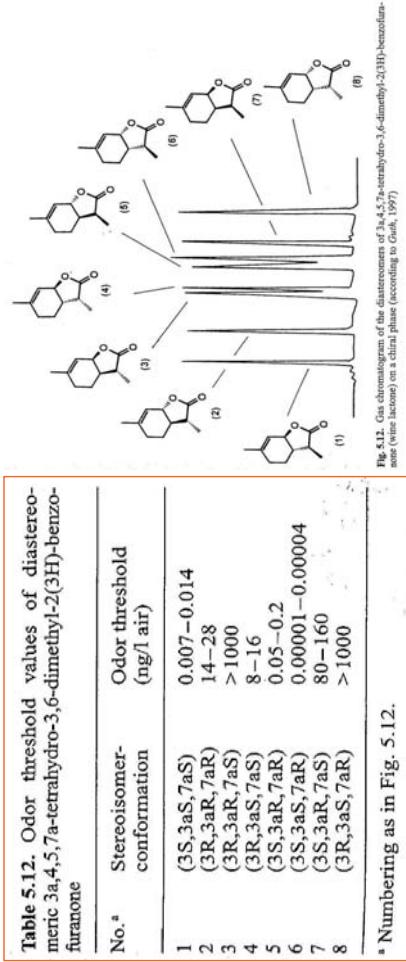 Table 5.12. Odor threshold values of diastereo-
meric 3a,4,5,7a-tetrahydro-3,6-dimethyl-2(3H)-benzo-
furanone
No.ᵃ Stereoisomer- Odor threshold
conformation (ng/l air)
1 (3S,3aS,7aS) 0.007–0.014
2 (3R,3aR,7aR) 14–28
3 (3R,3aR,7aS) >1000
4 (3R,3aS,7aS) 8–16
5 (3S,3aR,7aR) 0.05–0.2
6 (3S,3aS,7aR) 0.00001–0.00004
7 (3S,3aR,7aS) 80–160
8 (3R,3aS,7aR) >1000
ᵃ Numbering as in Fig. 5.12.
(1)
(2)
(3)
(4)
(5)
(6)
(7)
(8)
Fig. 5.12. Gas chromatogram of the diastereomers of 3a,4,5,7a-tetrahydro-3,6-dimethyl-2(3H)-benzofura-
none (wine lactone) on a chiral phase (according to Guth, 1997)